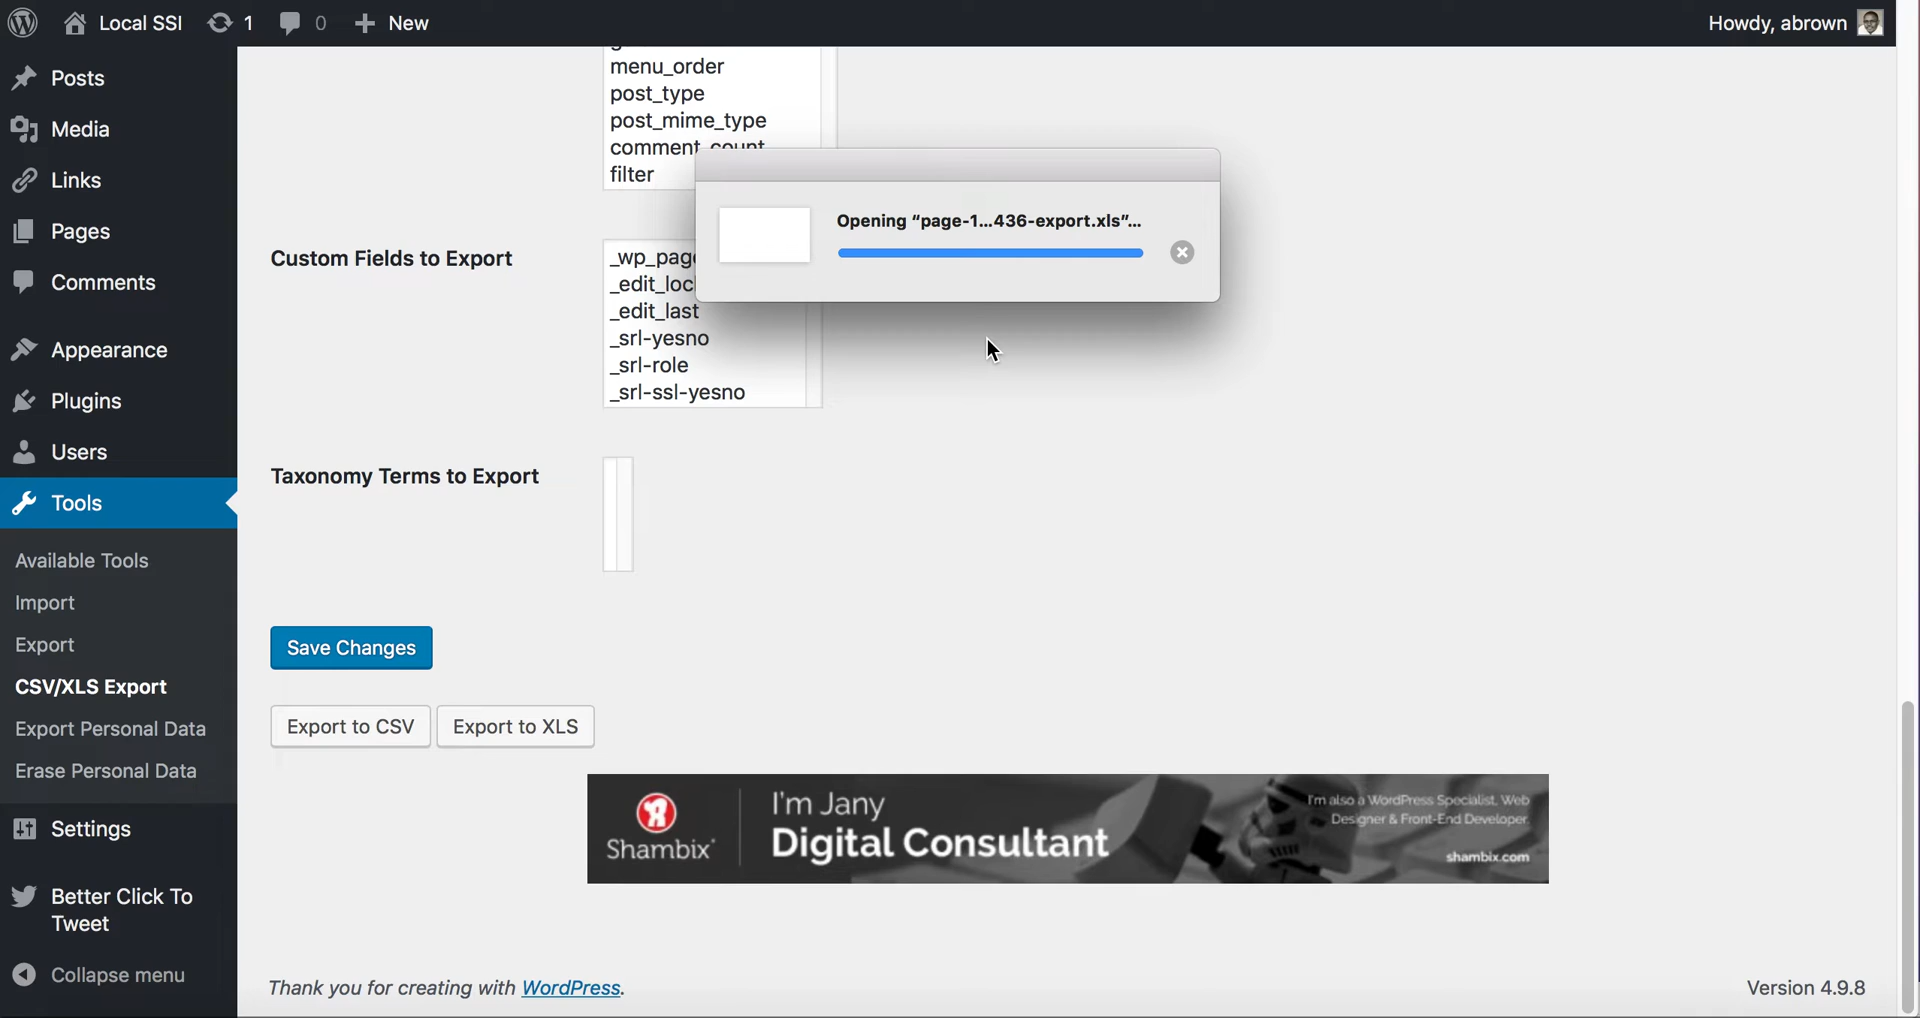 Local SSI 1 0 New Howdy, abrown
Posts
Media
Links
Pages
Comments
Appearance
Plugins
Users
Tools
Available Tools
Import
Export
CSV/XLS Export
Export Personal Data
Erase Personal Data
Settings
Better Click To
Tweet
Collapse menu
menu_order
post_type
post_mime_type
comment_count
filter
Opening “page-1...436-export.xls”...
Custom Fields to Export
_wp_pag
_edit_loc
_edit_last
_srl-yesno
_srl-role
_srl-ssl-yesno
Taxonomy Terms to Export
Save Changes
Export to CSV Export to XLS
Shambix
I'm Jany
Digital Consultant
I'm also a WordPress Specialist, Web
Designer & Front-End Developer.
shambix.com
Thank you for creating with WordPress.
Version 4.9.8